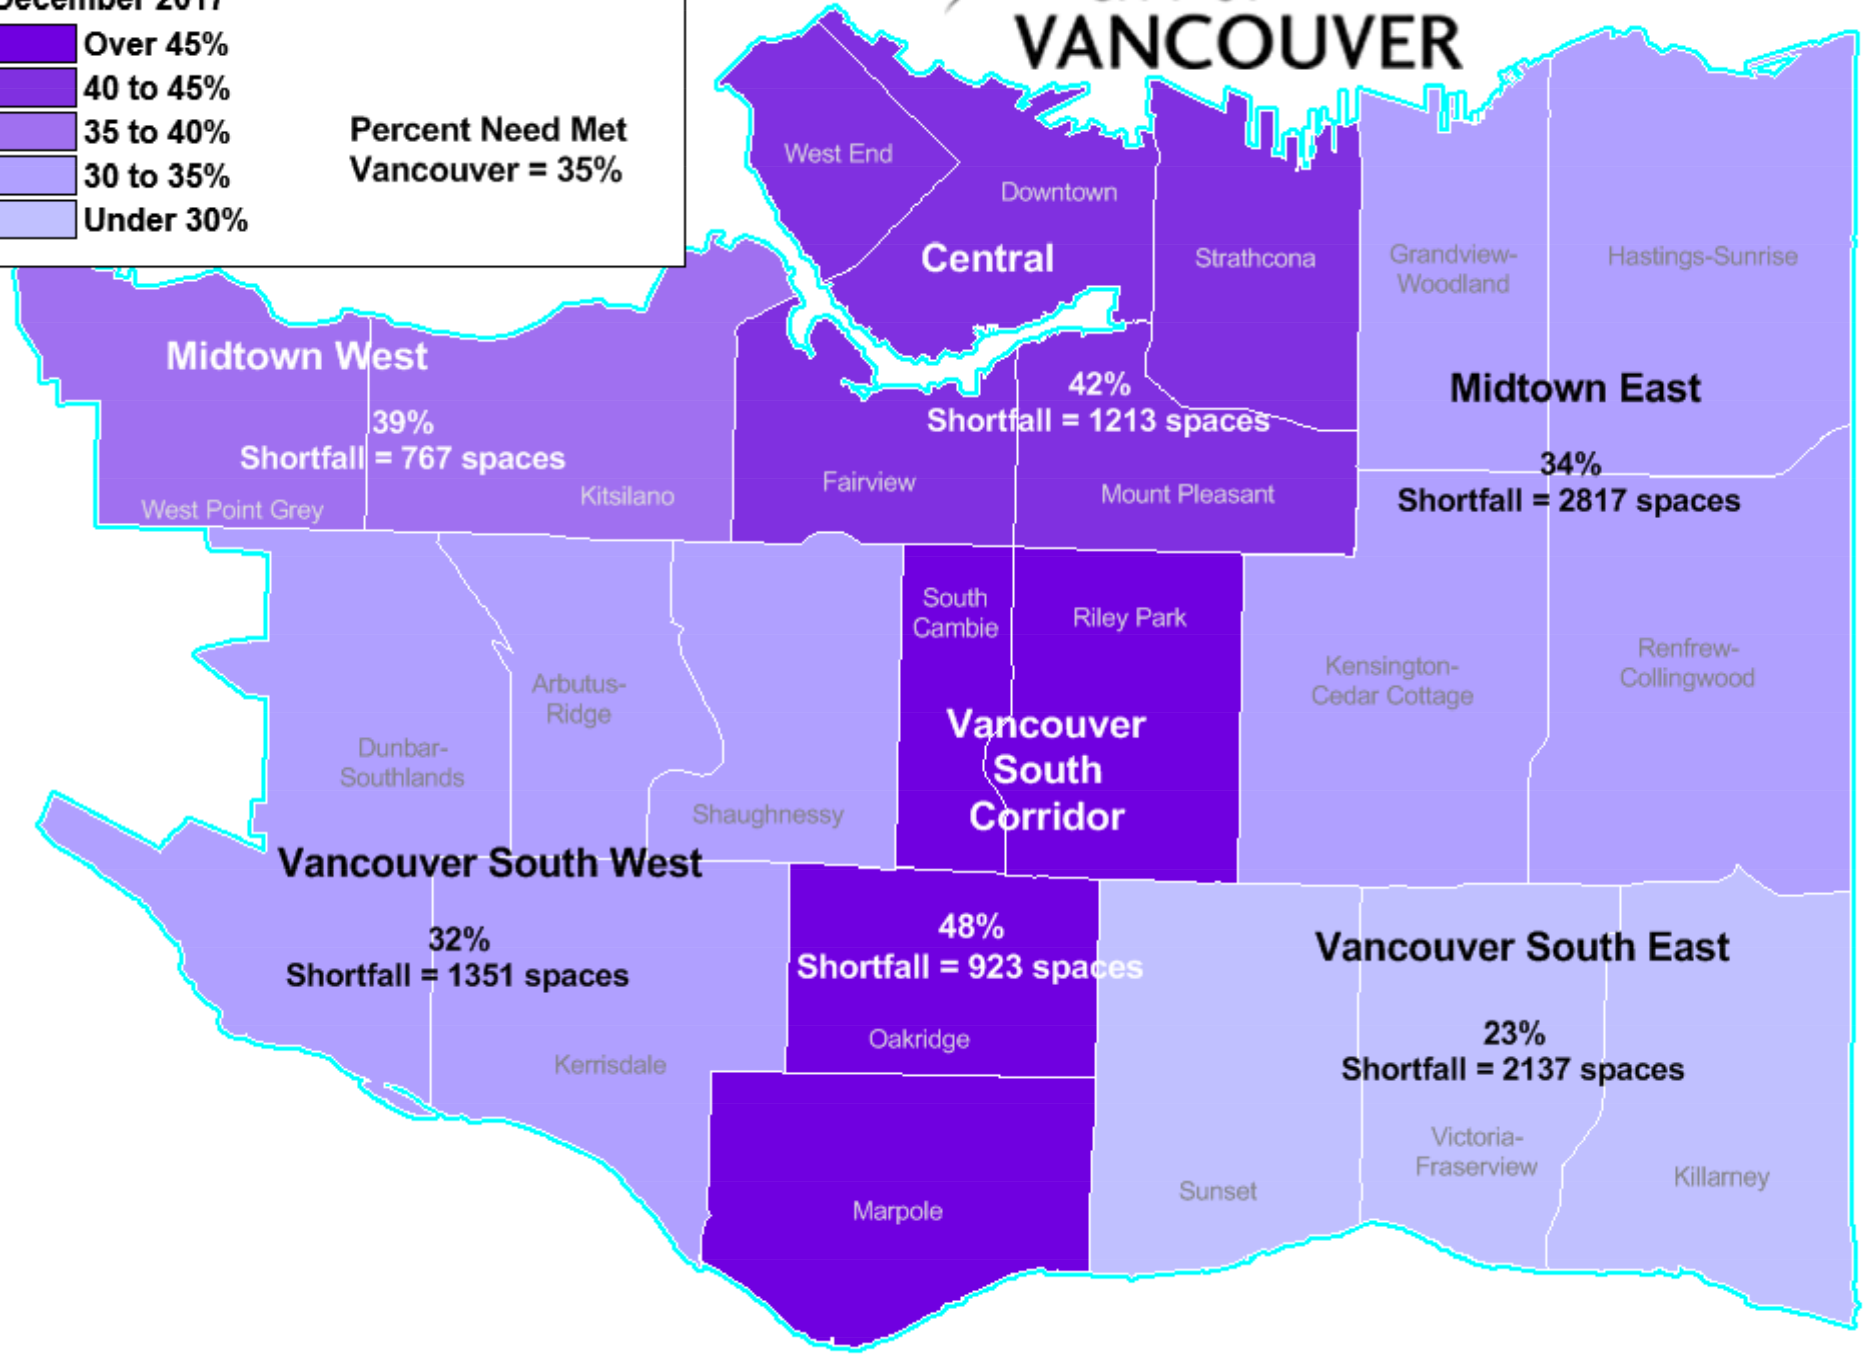 December 2017
Over 45%
40 to 45%
35 to 40%
30 to 35%
Under 30%
Percent Need Met
Vancouver = 35%
VANCOUVER
West End
Downtown
Central
Strathcona
Grandview-
Woodland
Hastings-Sunrise
Midtown West
39%
Shortfall = 767 spaces
West Point Grey
Kitsilano
42%
Shortfall = 1213 spaces
Fairview
Mount Pleasant
Midtown East
34%
Shortfall = 2817 spaces
South
Cambie
Riley Park
Kensington-
Cedar Cottage
Renfrew-
Collingwood
Arbutus-
Ridge
Dunbar-
Southlands
Shaughnessy
Vancouver
South
Corridor
Vancouver South West
32%
Shortfall = 1351 spaces
Kerrisdale
48%
Shortfall = 923 spaces
Oakridge
Marpole
Vancouver South East
23%
Shortfall = 2137 spaces
Sunset
Victoria-
Fraserview
Killarney